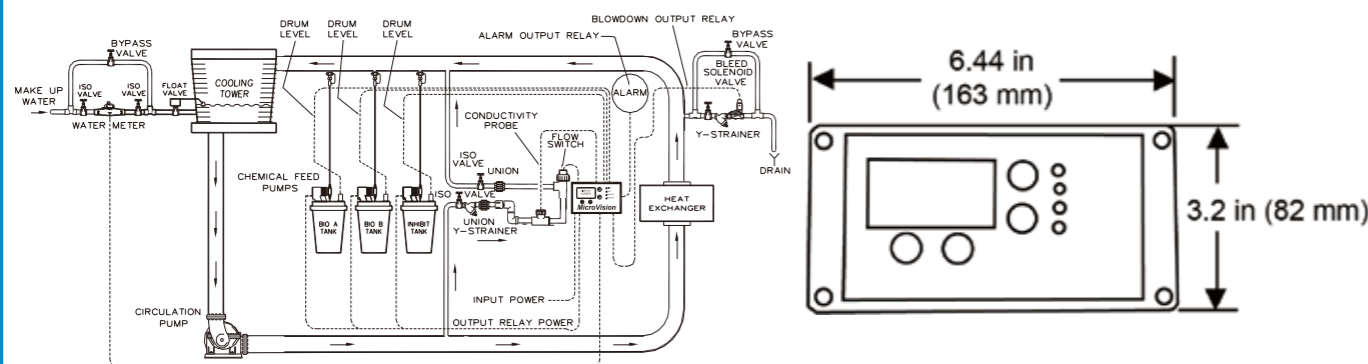 DRUM LEVEL
DRUM LEVEL
DRUM LEVEL
BLOWDOWN OUTPUT RELAY
ALARM OUTPUT RELAY
BYPASS VALVE
BLEED SOLENOID VALVE
BYPASS VALVE
COOLING TOWER
MAKE UP WATER
ISO VALVE
ISO VALVE
FLOAT VALVE
WATER METER
ALARM
CONDUCTIVITY PROBE
FLOW SWITCH
Y-STRAINER
DRAIN
ISO VALVE
UNION
CHEMICAL FEED PUMPS
ISO VALVE
BIO A TANK
BIO B TANK
INHIBIT TANK
UNION
Y-STRAINER
MicroVision
HEAT EXCHANGER
INPUT POWER
CIRCULATION PUMP
OUTPUT RELAY POWER
6.44 in
(163 mm)
3.2 in (82 mm)